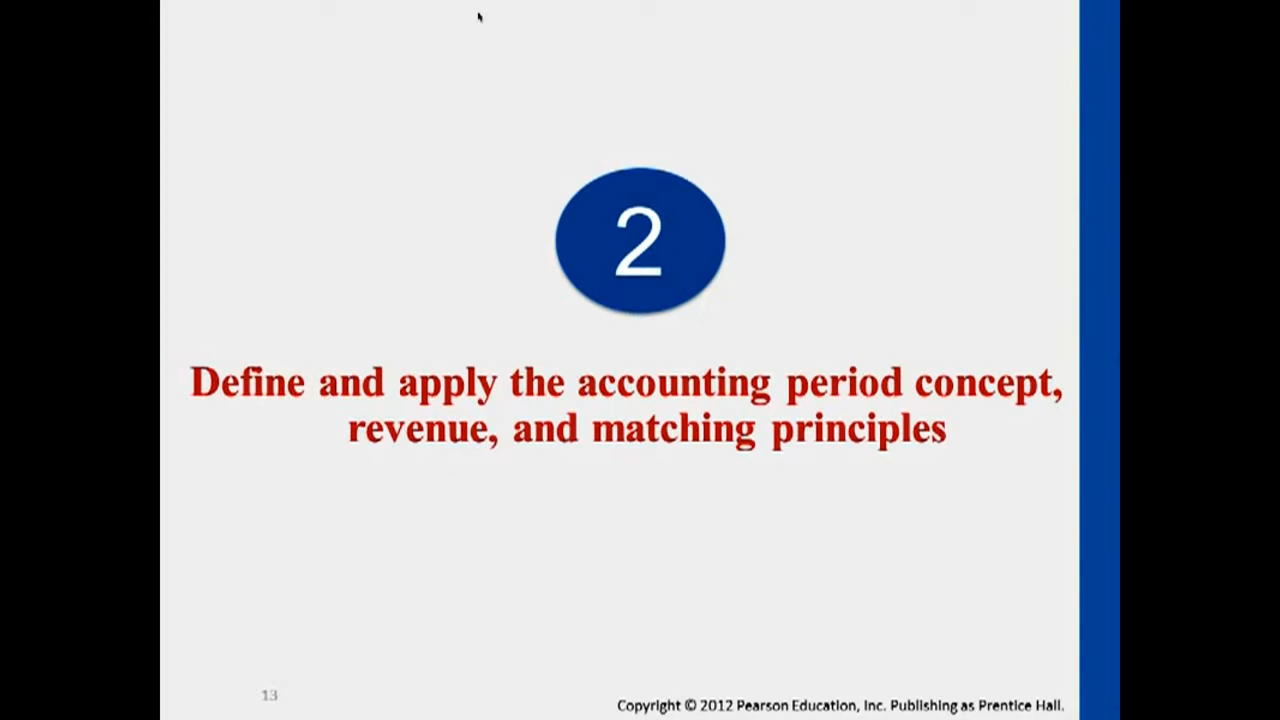 2
Define and apply the accounting period concept,
revenue, and matching principles
13
Copyright © 2012 Pearson Education, Inc. Publishing as Prentice Hall.